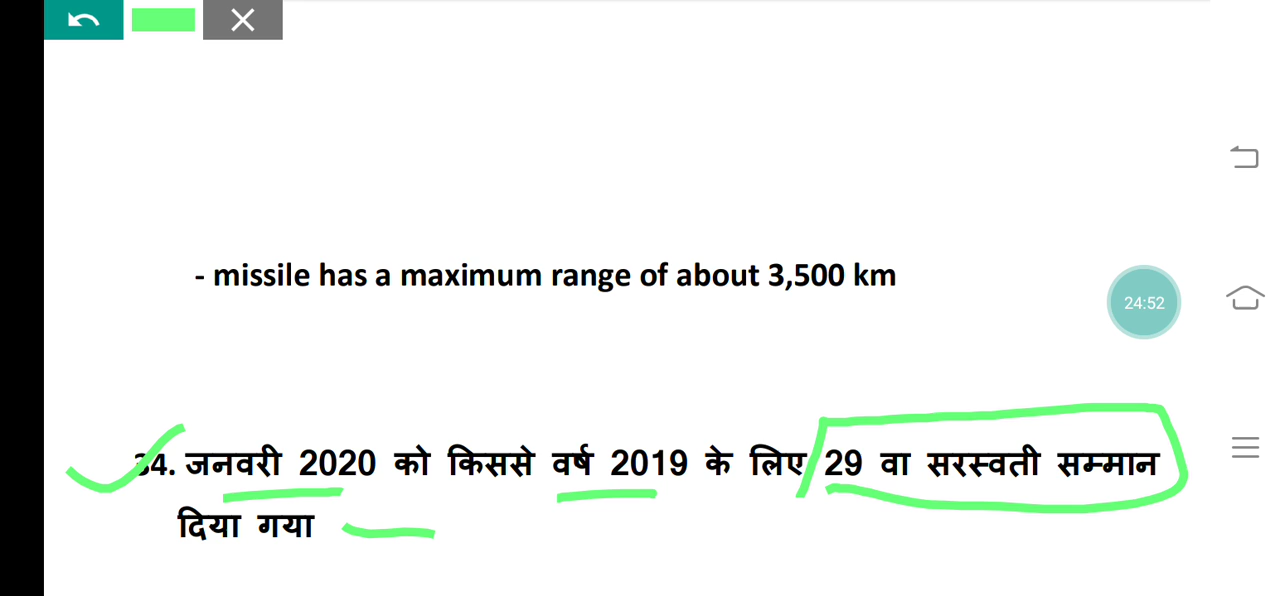 - missile has a maximum range of about 3,500 km
24:52
34. जनवरी 2020 को किससे वर्ष 2019 के लिए 29 वा सरस्वती सम्मान
दिया गया